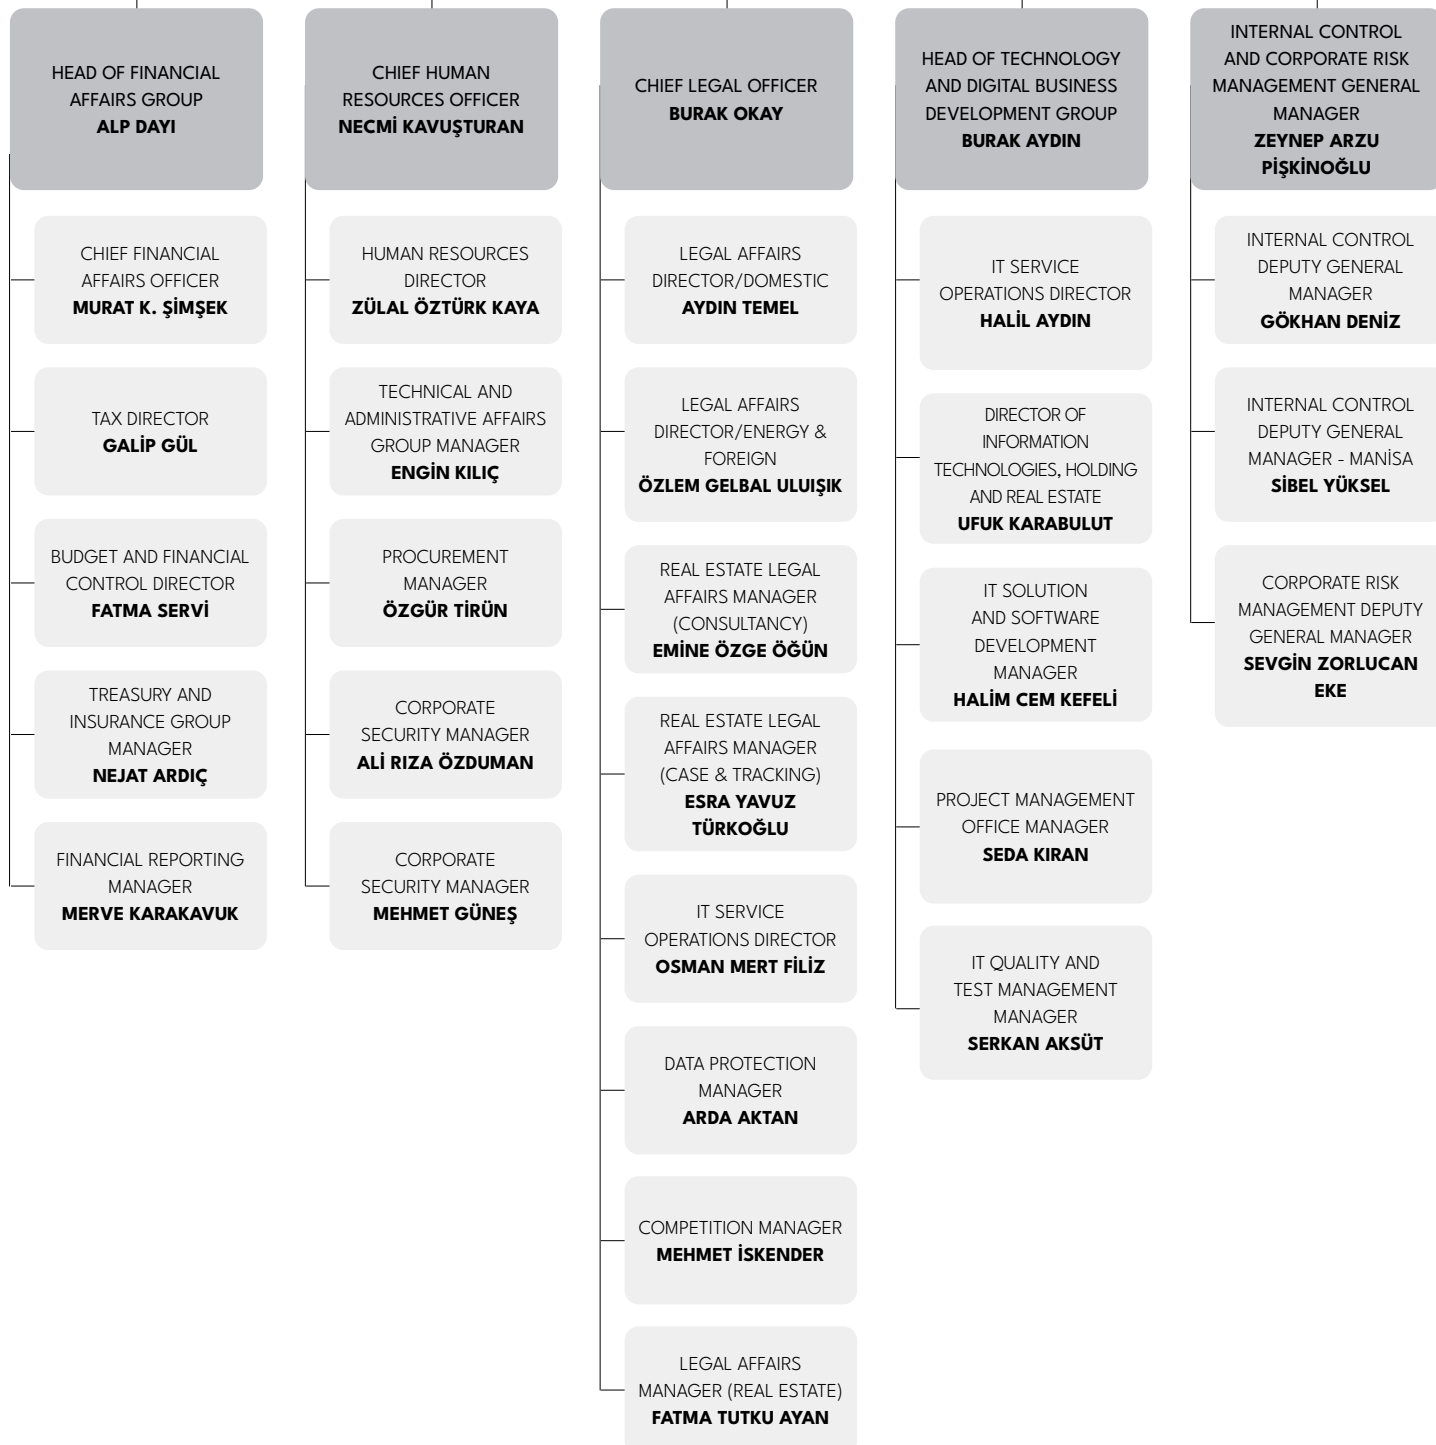 HEAD OF FINANCIAL
AFFAIRS GROUP
ALP DAYI
CHIEF FINANCIAL
AFFAIRS OFFICER
MURAT K. ŞİMŞEK
TAX DIRECTOR
GALİP GÜL
BUDGET AND FINANCIAL
CONTROL DIRECTOR
FATMA SERVİ
TREASURY AND
INSURANCE GROUP
MANAGER
NEJAT ARDIÇ
FINANCIAL REPORTING
MANAGER
MERVE KARAKAVUK
CHIEF HUMAN
RESOURCES OFFICER
NECMİ KAVUŞTURAN
HUMAN RESOURCES
DIRECTOR
ZÜLAL ÖZTÜRK KAYA
TECHNICAL AND
ADMINISTRATIVE AFFAIRS
GROUP MANAGER
ENGİN KILIÇ
PROCUREMENT
MANAGER
ÖZGÜR TİRÜN
CORPORATE
SECURITY MANAGER
ALİ RIZA ÖZDUMAN
CORPORATE
SECURITY MANAGER
MEHMET GÜNEŞ
CHIEF LEGAL OFFICER
BURAK OKAY
LEGAL AFFAIRS
DIRECTOR/DOMESTIC
AYDIN TEMEL
LEGAL AFFAIRS
DIRECTOR/ENERGY &
FOREIGN
ÖZLEM GELBAL ULUIŞIK
REAL ESTATE LEGAL
AFFAIRS MANAGER
(CONSULTANCY)
EMİNE ÖZGE ÖĞÜN
REAL ESTATE LEGAL
AFFAIRS MANAGER
(CASE & TRACKING)
ESRA YAVUZ
TÜRKOĞLU
IT SERVICE
OPERATIONS DIRECTOR
OSMAN MERT FİLİZ
DATA PROTECTION
MANAGER
ARDA AKTAN
COMPETITION MANAGER
MEHMET İSKENDER
LEGAL AFFAIRS
MANAGER (REAL ESTATE)
FATMA TUTKU AYAN
HEAD OF TECHNOLOGY
AND DIGITAL BUSINESS
DEVELOPMENT GROUP
BURAK AYDIN
IT SERVICE
OPERATIONS DIRECTOR
HALİL AYDIN
DIRECTOR OF
INFORMATION
TECHNOLOGIES, HOLDING
AND REAL ESTATE
UFUK KARABULUT
IT SOLUTION
AND SOFTWARE
DEVELOPMENT
MANAGER
HALİM CEM KEFELİ
PROJECT MANAGEMENT
OFFICE MANAGER
SEDA KIRAN
IT QUALITY AND
TEST MANAGEMENT
MANAGER
SERKAN AKSÜT
INTERNAL CONTROL
AND CORPORATE RISK
MANAGEMENT GENERAL
MANAGER
ZEYNEP ARZU
PİŞKİNOĞLU
INTERNAL CONTROL
DEPUTY GENERAL
MANAGER
GÖKHAN DENİZ
INTERNAL CONTROL
DEPUTY GENERAL
MANAGER - MANİSA
SİBEL YÜKSEL
CORPORATE RISK
MANAGEMENT DEPUTY
GENERAL MANAGER
SEVGİN ZORLUCAN
EKE